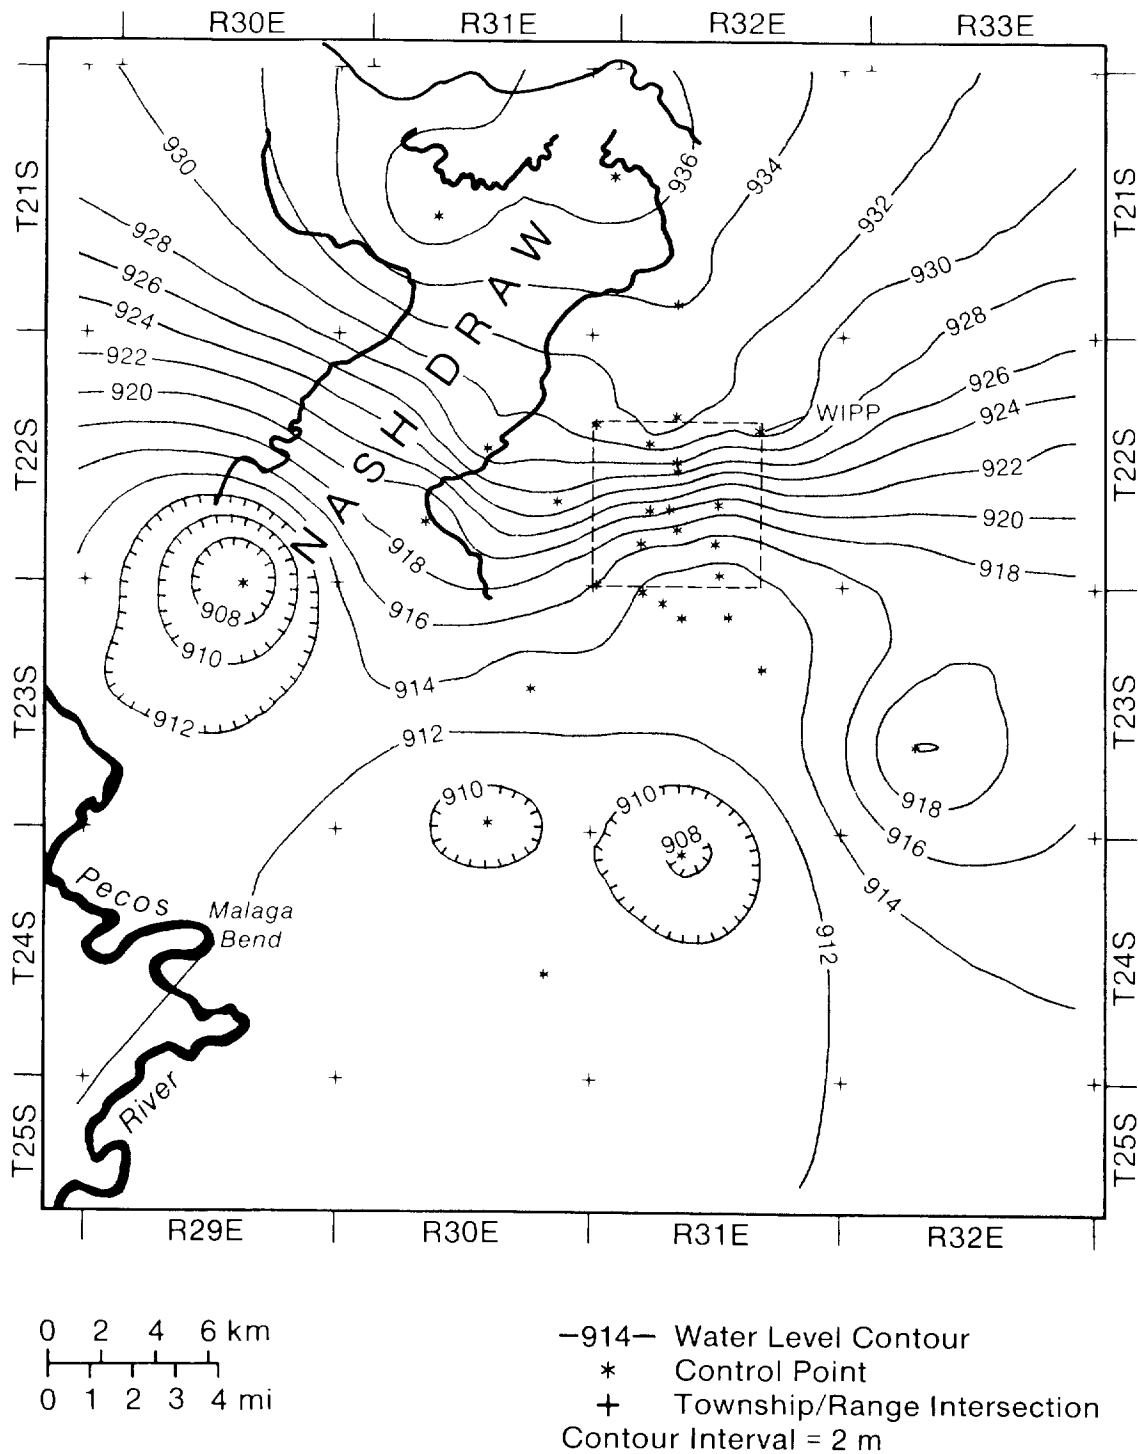 R30E R31E R32E R33E
T21S
T22S
T23S
T24S
T25S
T21S
T22S
T23S
T24S
T25S
936
934
932
930
930
928
928
926
926
924
924
922
922
920
920
918
918
916
914
912
908
910
912
910
910
908
918
916
914
912
NASH DRAW
WIPP
Pecos
Malaga
Bend
River
R29E R30E R31E R32E
0 2 4 6 km
0 1 2 3 4 mi
–914– Water Level Contour
* Control Point
+ Township/Range Intersection
Contour Interval = 2 m